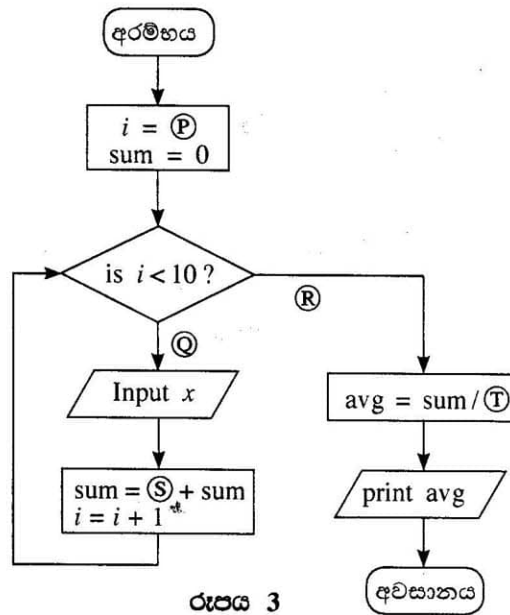 අරම්භය
i = Ⓟ
sum = 0
is i < 10 ?
Ⓡ
Ⓠ
Input x
avg = sum / Ⓣ
sum = Ⓢ + sum
i = i + 1
print avg
අවසානය
රූපය 3